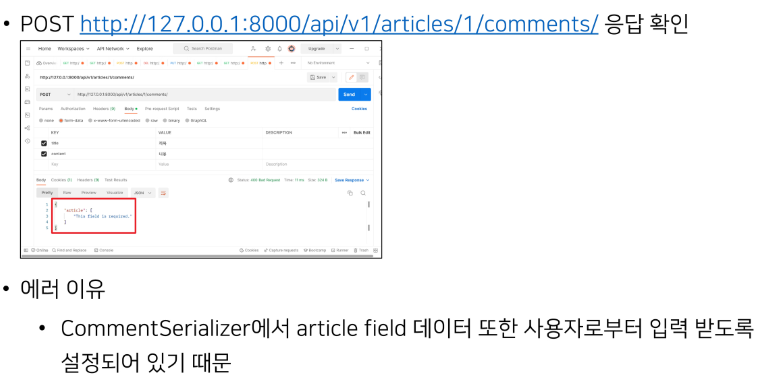 • POST http://127.0.0.1:8000/api/v1/articles/1/comments/ 응답 확인
Home Workspaces API Network Explore Search Postman Upgrade
http://127.0.0.1:8000/api/v1/articles/1/comments/ Save
POST http://127.0.0.1:8000/api/v1/articles/1/comments/ Send
Params Authorization Headers (8) Body Pre-request Script Tests Settings Cookies
none form-data x-www-form-urlencoded raw binary GraphQL
KEY VALUE DESCRIPTION Bulk Edit
title 제목
content 내용
Key Value Description
Body Cookies (1) Headers (10) Test Results Status: 400 Bad Request Save Response
Pretty Raw Preview Visualize JSON
1 {
2 "article": [
3 "This field is required."
4 ]
5 }
• 에러 이유
• CommentSerializer에서 article field 데이터 또한 사용자로부터 입력 받도록
설정되어 있기 때문